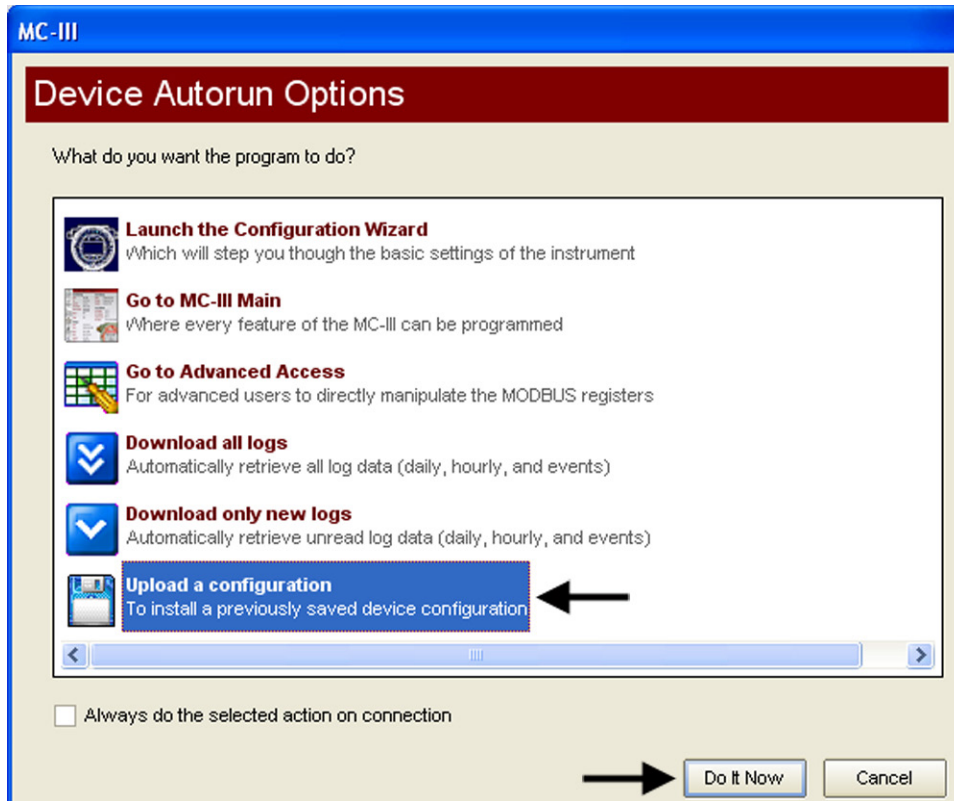 MC-III
Device Autorun Options
What do you want the program to do?
Launch the Configuration Wizard
Which will step you though the basic settings of the instrument
Go to MC-III Main
Where every feature of the MC-III can be programmed
Go to Advanced Access
For advanced users to directly manipulate the MODBUS registers
Download all logs
Automatically retrieve all log data (daily, hourly, and events)
Download only new logs
Automatically retrieve unread log data (daily, hourly, and events)
Upload a configuration
To install a previously saved device configuration
Always do the selected action on connection
Do It Now
Cancel